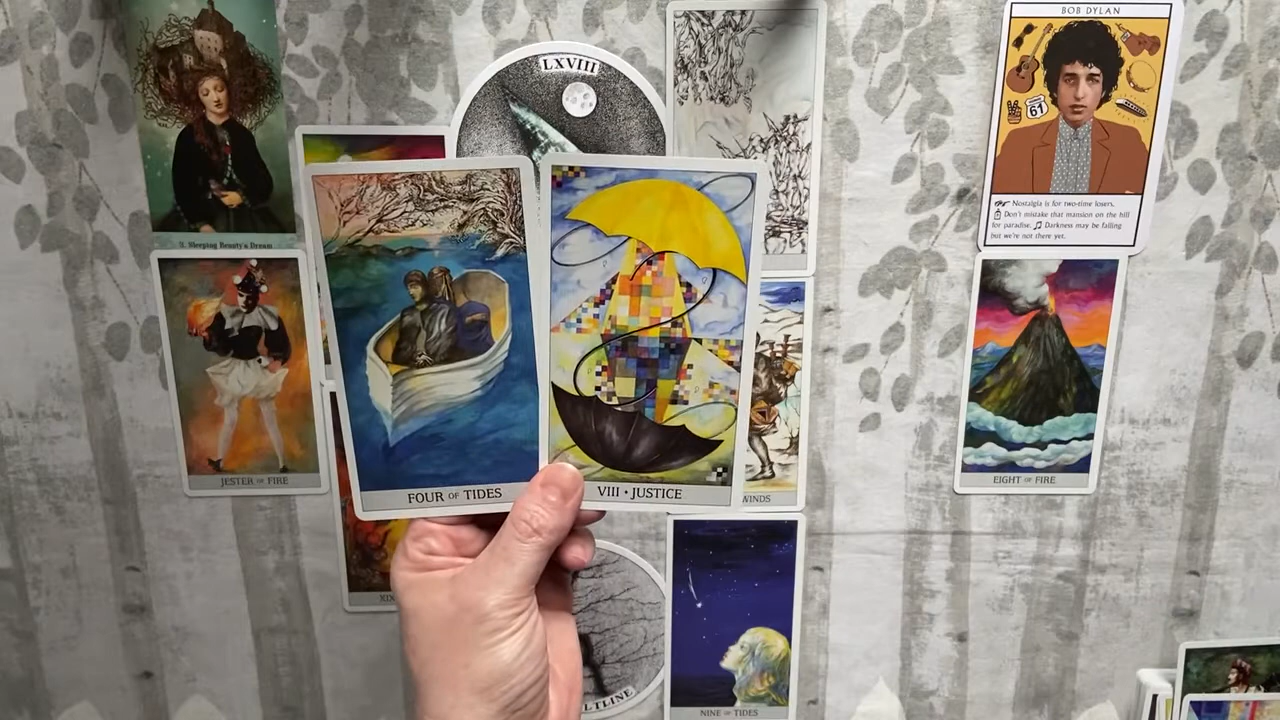 BOB DYLAN
61
Nostalgia is for two-time losers.
Don't mistake that mansion on the hill
for paradise. Darkness may be falling
but we're not there yet.
LXVIII
Sleeping Beauty's Dream
JESTER OF FIRE
FOUR OF TIDES
VIII • JUSTICE
WINDS
EIGHT OF FIRE
NINE OF TIDES